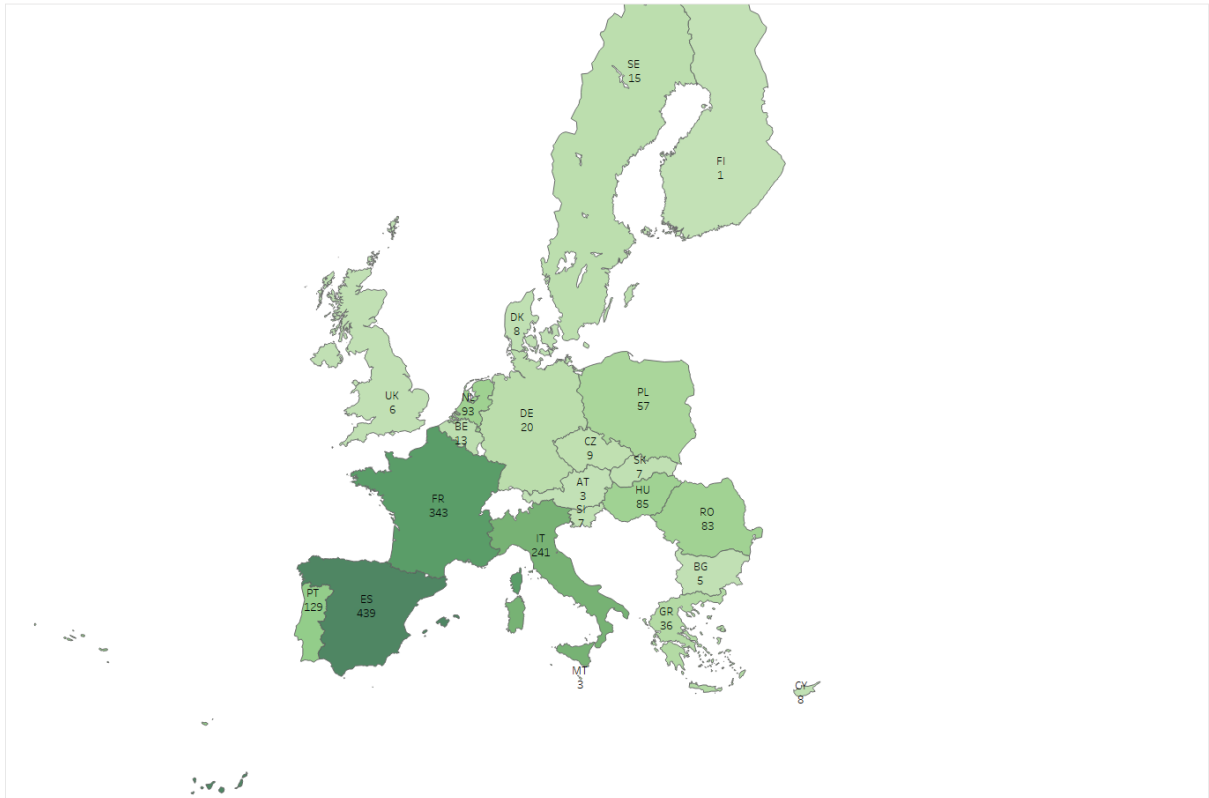 SE
15
FI
1
DK
8
UK
6
NL
93
BE
13
DE
20
PL
57
CZ
9
SK
7
AT
3
HU
85
SI
7
RO
83
FR
343
IT
241
BG
5
PT
129
ES
439
GR
36
MT
3
CY
8